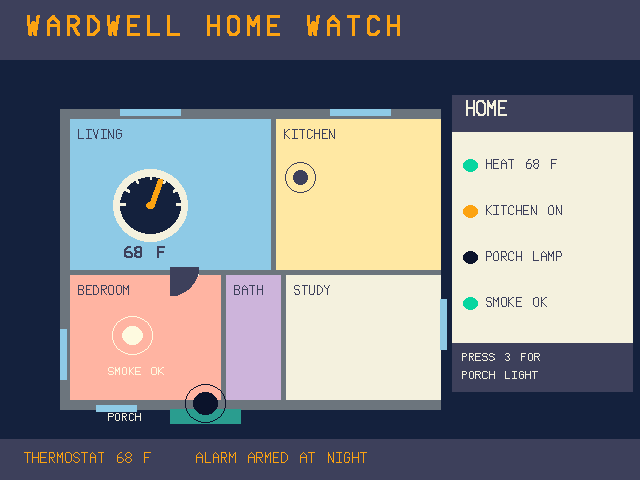 WARDWELL HOME WATCH
HOME
LIVING
KITCHEN
68 F
BEDROOM
BATH
STUDY
SMOKE OK
PORCH
HEAT 68 F
KITCHEN ON
PORCH LAMP
SMOKE OK
PRESS 3 FOR
PORCH LIGHT
THERMOSTAT 68 F
ALARM ARMED AT NIGHT